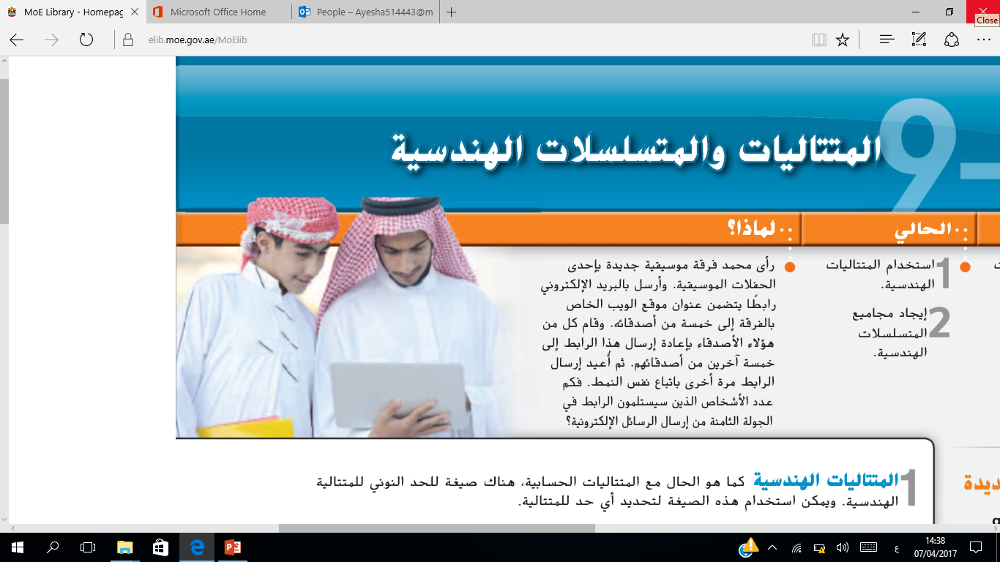 MoE Library - Homepag
Microsoft Office Home
People – Ayesha514443@m
Close
elib.moe.gov.ae/MoElib
9-
المتتاليات والمتسلسلات الهندسية
الحالي
لماذا؟
1 استخدام المتتاليات
الهندسية.
2 إيجاد مجاميع
المتسلسلات
الهندسية.
رأى محمد فرقة موسيقية جديدة بإحدى
الحفلات الموسيقية. وأرسل بالبريد الإلكتروني
رابطًا يتضمن عنوان موقع الويب الخاص
بالفرقة إلى خمسة من أصدقائه. وقام كل من
هؤلاء الأصدقاء بإعادة إرسال هذا الرابط إلى
خمسة آخرين من أصدقائهم. ثم أُعيد إرسال
الرابط مرة أخرى باتباع نفس النمط. فكم
عدد الأشخاص الذين سيستلمون الرابط في
الجولة الثامنة من إرسال الرسائل الإلكترونية؟
1 المتتاليات الهندسية كما هو الحال مع المتتاليات الحسابية، هناك صيغة للحد النوني للمتتالية
الهندسية. ويمكن استخدام هذه الصيغة لتحديد أي حد للمتتالية.
ع
14:38
07/04/2017